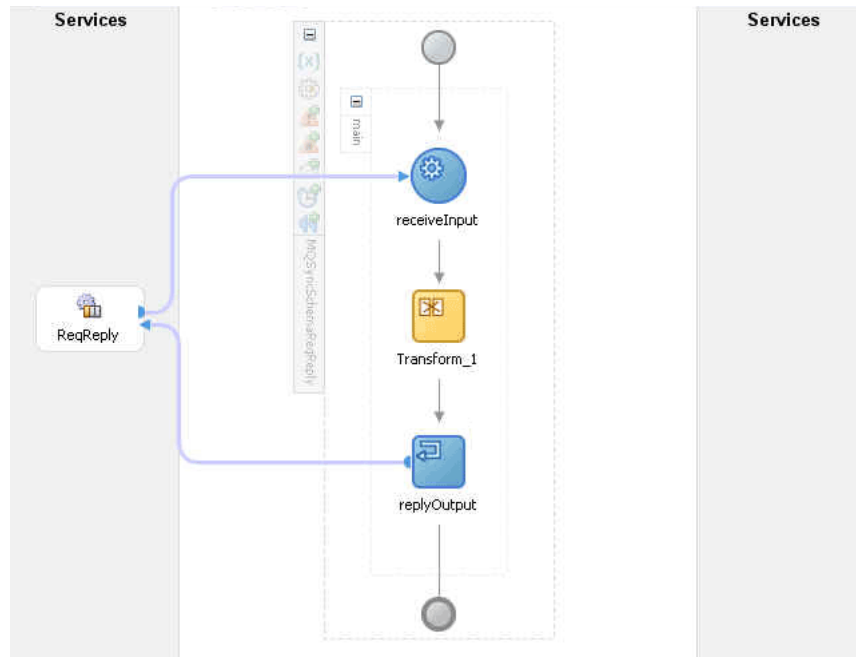 Services
Services
{x}
main
receiveInput
MQSyncSchemaReqReply
ReqReply
Transform_1
replyOutput